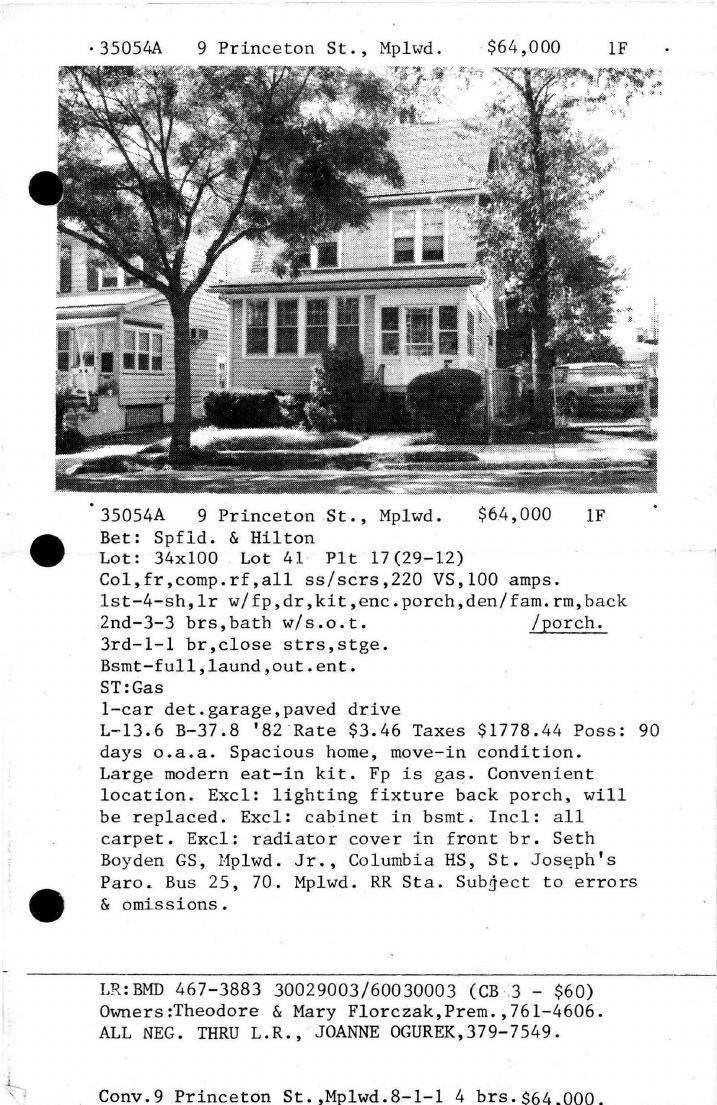 35054A 9 Princeton St., Mplwd. $64,000 1F
35054A 9 Princeton St., Mplwd. $64,000 1F
Bet: Spfld. & Hilton
Lot: 34x100 Lot 41 Plt 17(29-12)
Col,fr,comp.rf,all ss/scrs,220 VS,100 amps.
1st-4-sh,lr w/fp,dr,kit,enc.porch,den/fam.rm,back
2nd-3-3 brs,bath w/s.o.t. /porch.
3rd-1-1 br,close strs,stge.
Bsmt-full,laund,out.ent.
ST:Gas
1-car det.garage,paved drive
L-13.6 B-37.8 '82 Rate $3.46 Taxes $1778.44 Poss: 90
days o.a.a. Spacious home, move-in condition.
Large modern eat-in kit. Fp is gas. Convenient
location. Excl: lighting fixture back porch, will
be replaced. Excl: cabinet in bsmt. Incl: all
carpet. Excl: radiator cover in front br. Seth
Boyden GS, Mplwd. Jr., Columbia HS, St. Joseph's
Paro. Bus 25, 70. Mplwd. RR Sta. Subject to errors
& omissions.
LR:BMD 467-3883 30029003/60030003 (CB 3 - $60)
Owners:Theodore & Mary Florczak,Prem.,761-4606.
ALL NEG. THRU L.R., JOANNE OGUREK,379-7549.
Conv.9 Princeton St.,Mplwd.8-1-1 4 brs.$64,000.